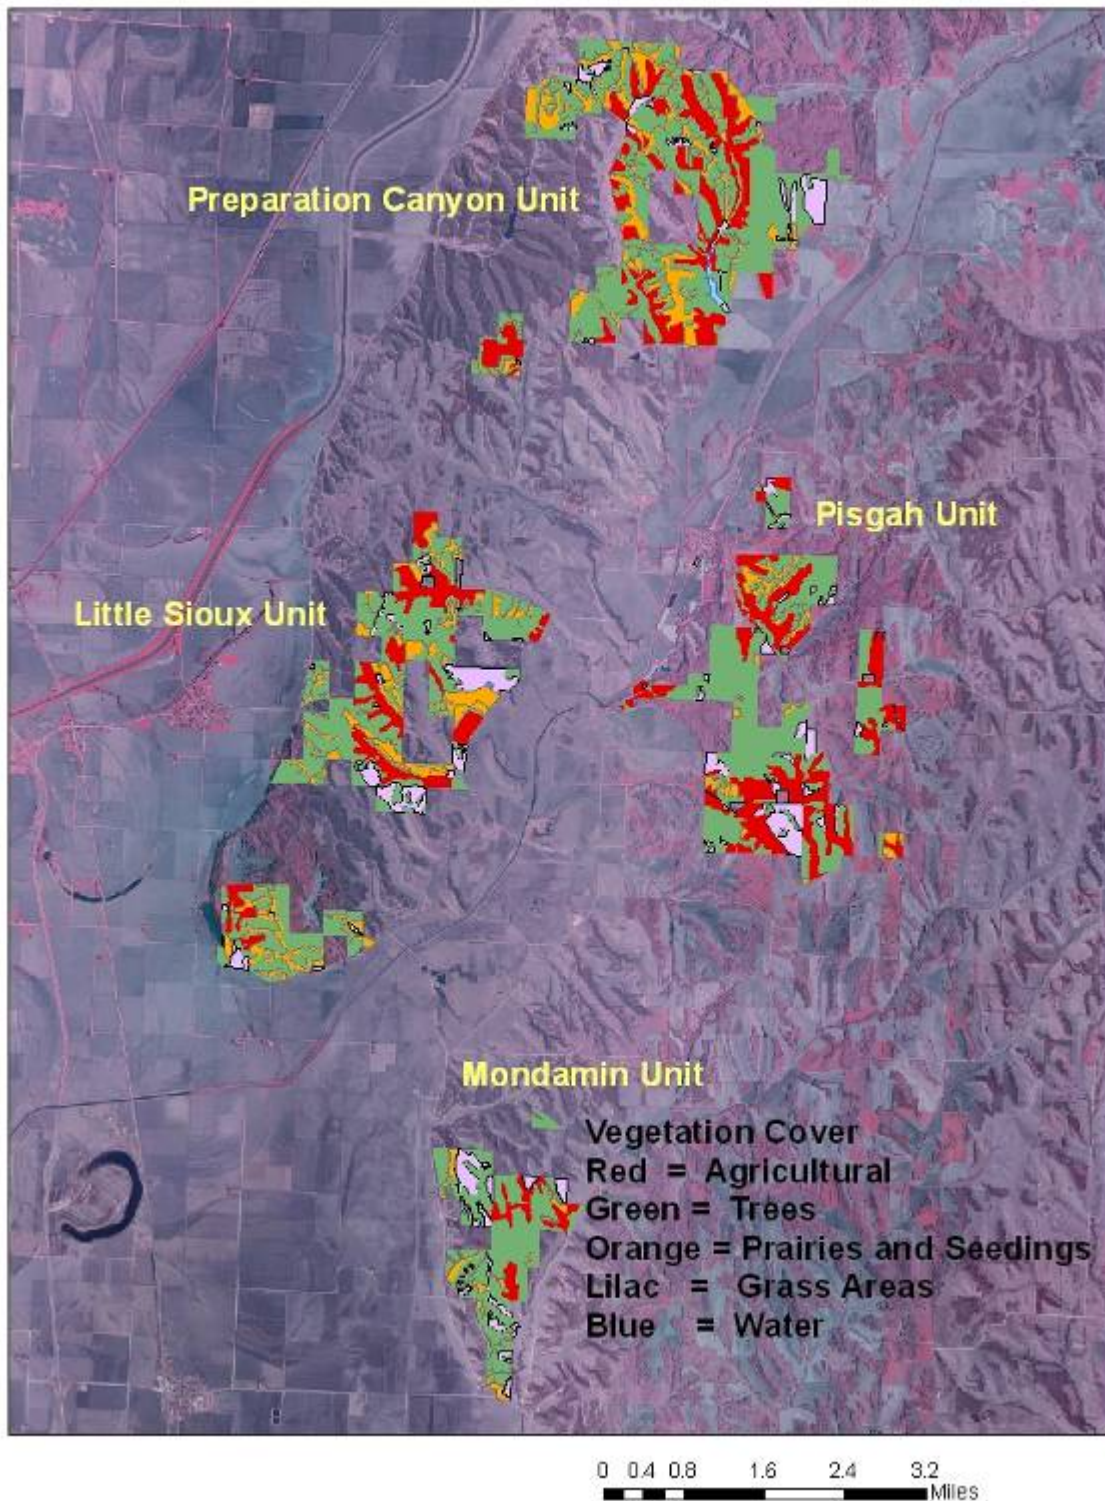 Preparation Canyon Unit
Pisgah Unit
Little Sioux Unit
Mondamin Unit
Vegetation Cover
Red = Agricultural
Green = Trees
Orange = Prairies and Seedings
Lilac = Grass Areas
Blue = Water
0 0.4 0.8 1.6 2.4 3.2
Miles